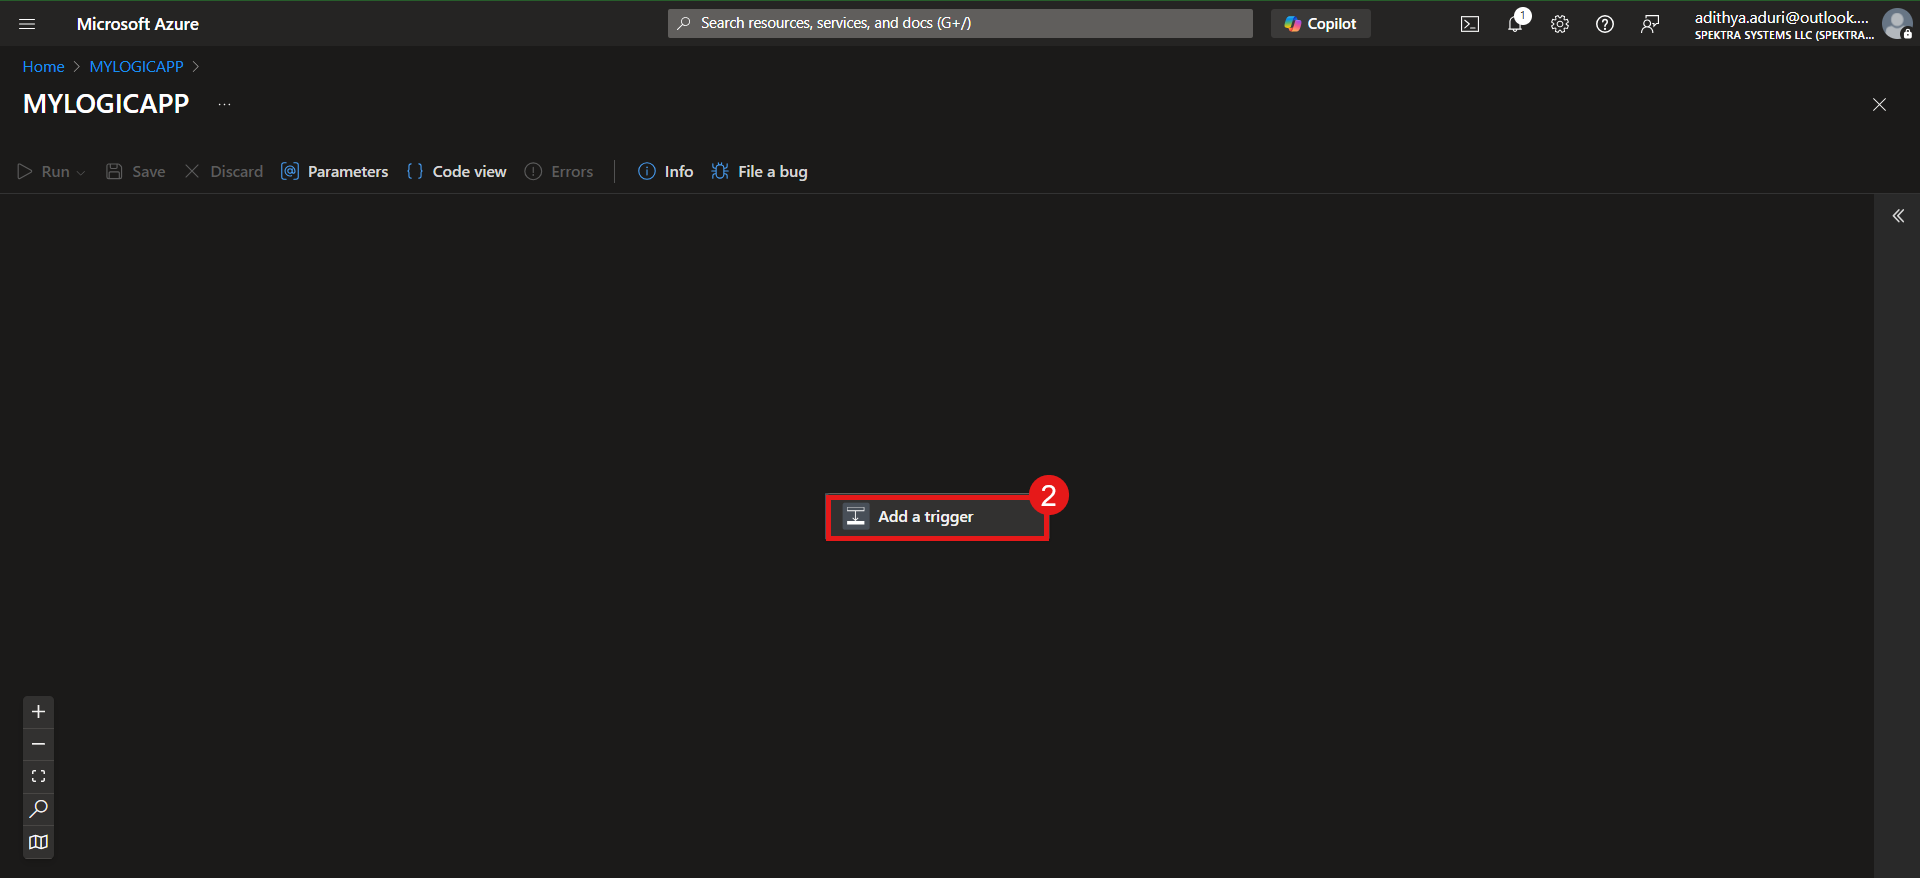 Microsoft Azure
Search resources, services, and docs (G+/)
Copilot
1
adithya.aduri@outlook....
SPEKTRA SYSTEMS LLC (SPEKTRA...
Home > MYLOGICAPP >
MYLOGICAPP ...
Run Save Discard Parameters Code view Errors Info File a bug
2
Add a trigger